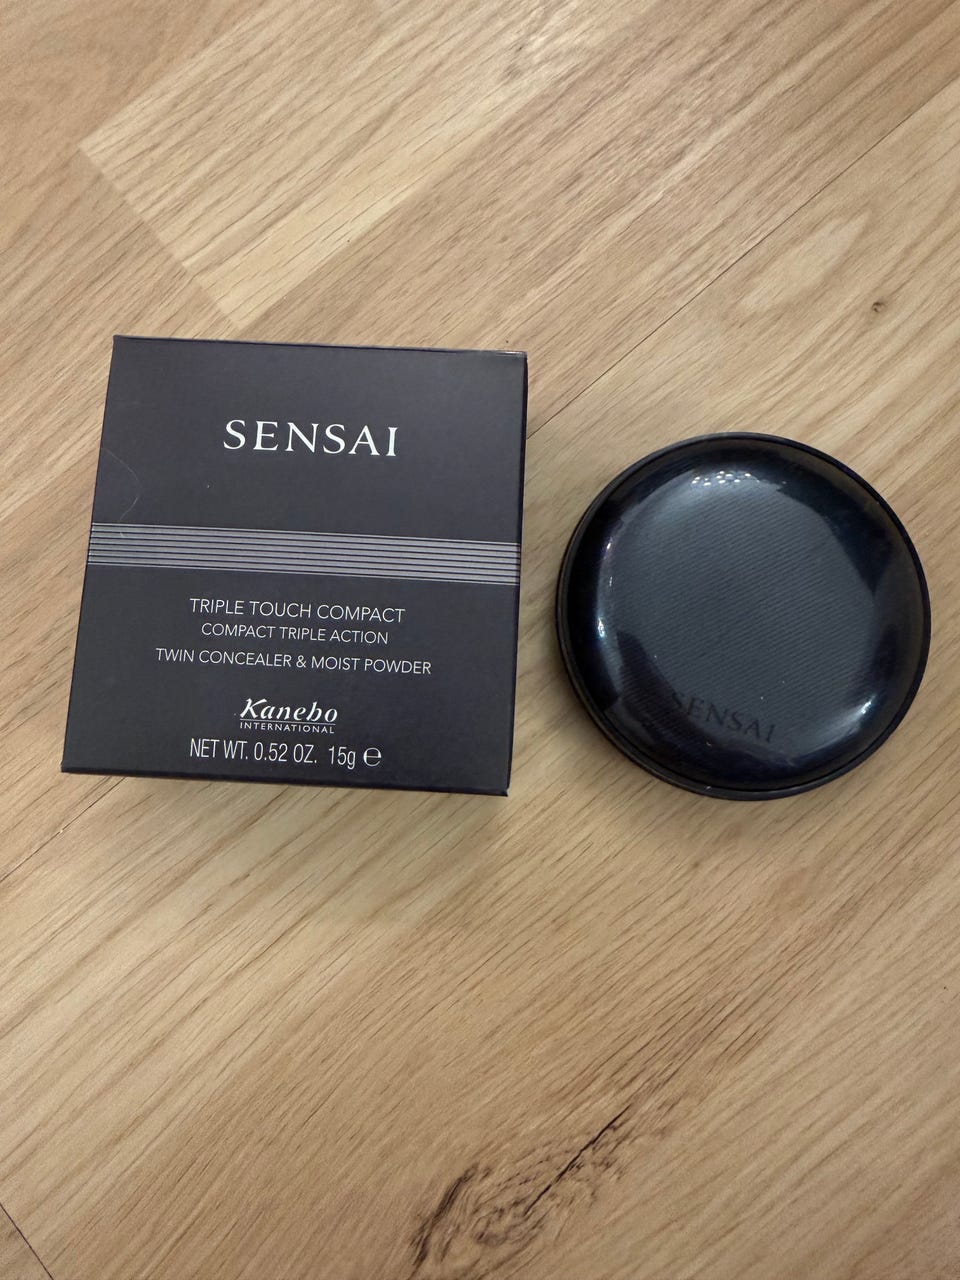 SENSAI
TRIPLE TOUCH COMPACT
COMPACT TRIPLE ACTION
TWIN CONCEALER & MOIST POWDER
Kanebo
INTERNATIONAL
NET WT. 0.52 OZ. 15g ℮
SENSAI